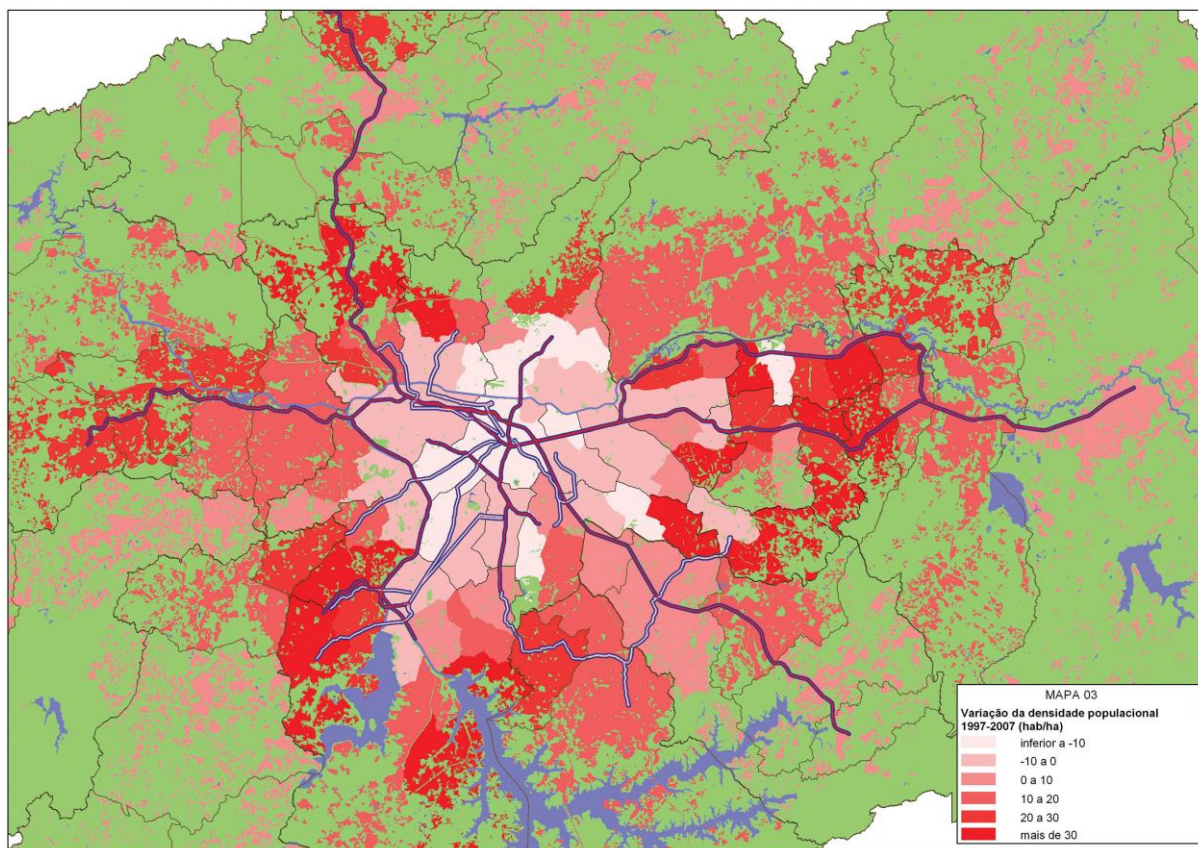 MAPA 03
Variação da densidade populacional
1997-2007 (hab/ha)
inferior a -10
-10 a 0
0 a 10
10 a 20
20 a 30
mais de 30